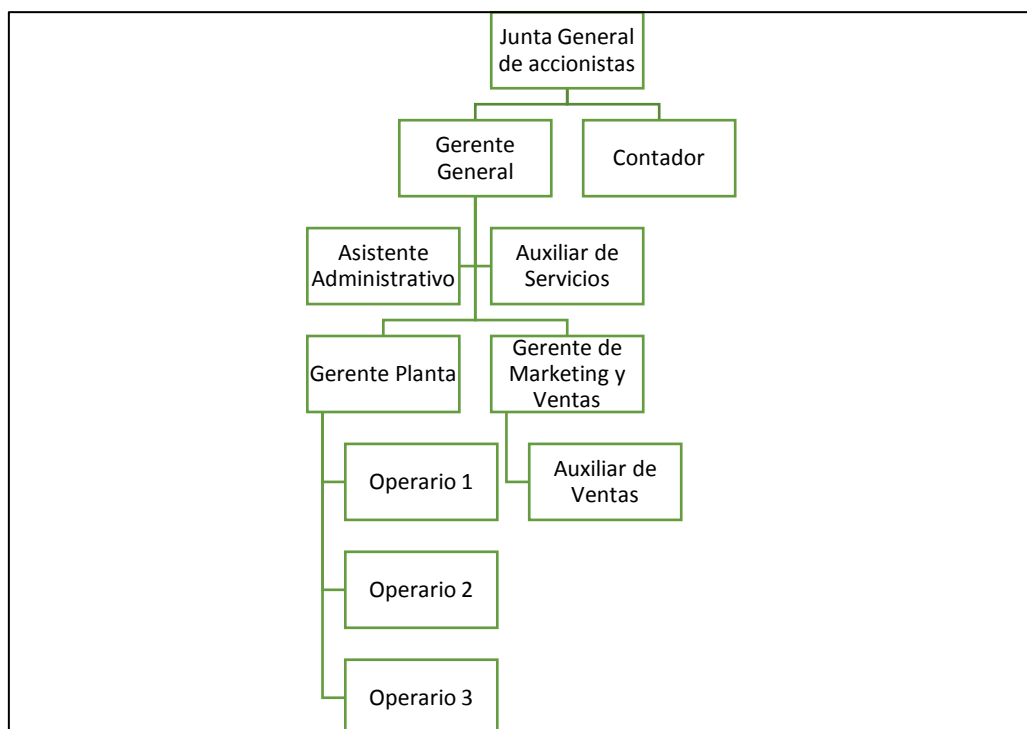 Junta General
de accionistas
Gerente
General
Contador
Asistente
Administrativo
Auxiliar de
Servicios
Gerente Planta
Gerente de
Marketing y
Ventas
Operario 1
Auxiliar de
Ventas
Operario 2
Operario 3